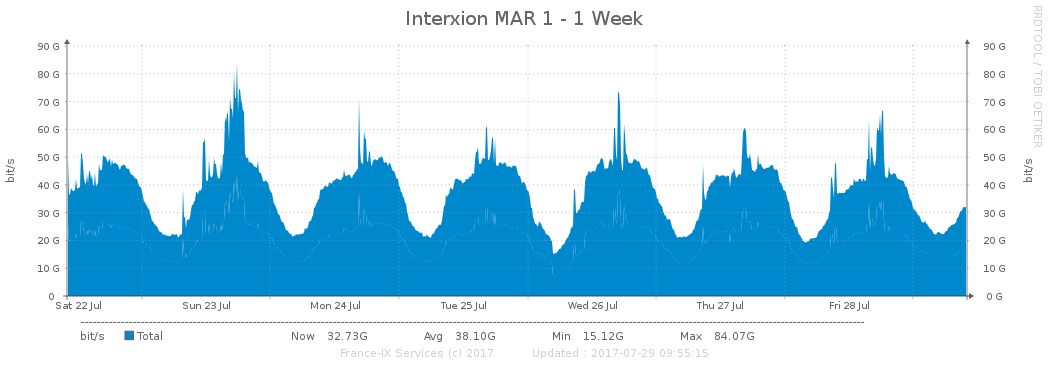 Interxion MAR 1 - 1 Week
RRDTOOL / TOBI OETIKER
90 G 90 G
80 G 80 G
70 G 70 G
60 G 60 G
50 G 50 G
40 G 40 G
30 G 30 G
20 G 20 G
10 G 10 G
0 0 G
bit/s bit/s
Sat 22 Jul Sun 23 Jul Mon 24 Jul Tue 25 Jul Wed 26 Jul Thu 27 Jul Fri 28 Jul
bit/s Total Now 32.73G Avg 38.10G Min 15.12G Max 84.07G
France-IX Services (c) 2017 Updated : 2017-07-29 09:55:15